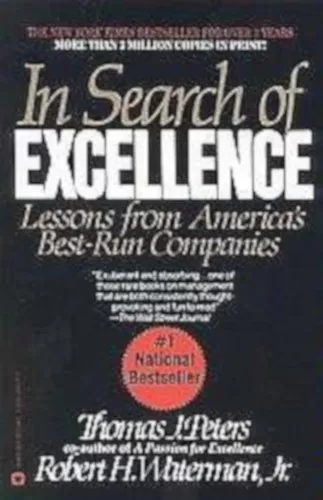 THE NEW YORK TIMES BESTSELLER FOR OVER 3 YEARS
MORE THAN 3 MILLION COPIES IN PRINT!
In Search of
EXCELLENCE
Lessons from America's
Best-Run Companies
"Exuberant and absorbing...one of
those rare books on management
that are both consistently thought-
provoking and fun to read."
—The Wall Street Journal
#1
National
Bestseller
Thomas J. Peters
co-author of A Passion for Excellence
Robert H. Waterman, Jr.